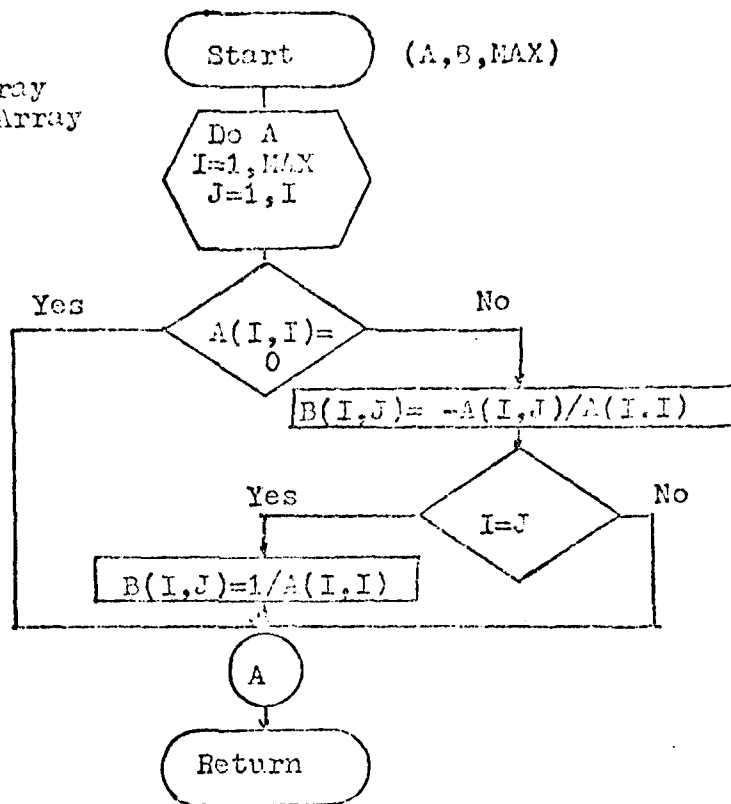 Start
(A,B,MAX)
ray
Array
Do A
I=1,MAX
J=1,I
Yes
No
A(I,I)=
0
B(I,J)= -A(I,J)/A(I.I)
Yes
No
I=J
B(I,J)=1/A(I.I)
A
Return